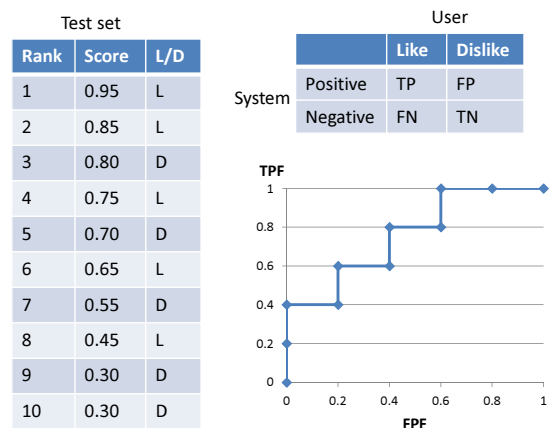 Test set
Rank Score L/D
1 0.95 L
2 0.85 L
3 0.80 D
4 0.75 L
5 0.70 D
6 0.65 L
7 0.55 D
8 0.45 L
9 0.30 D
10 0.30 D
User
Like Dislike
System
Positive TP FP
Negative FN TN
TPF
1
0.8
0.6
0.4
0.2
0
0 0.2 0.4 0.6 0.8 1
FPF